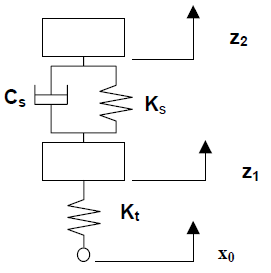 z₂
Cₛ
Kₛ
z₁
Kₜ
x₀